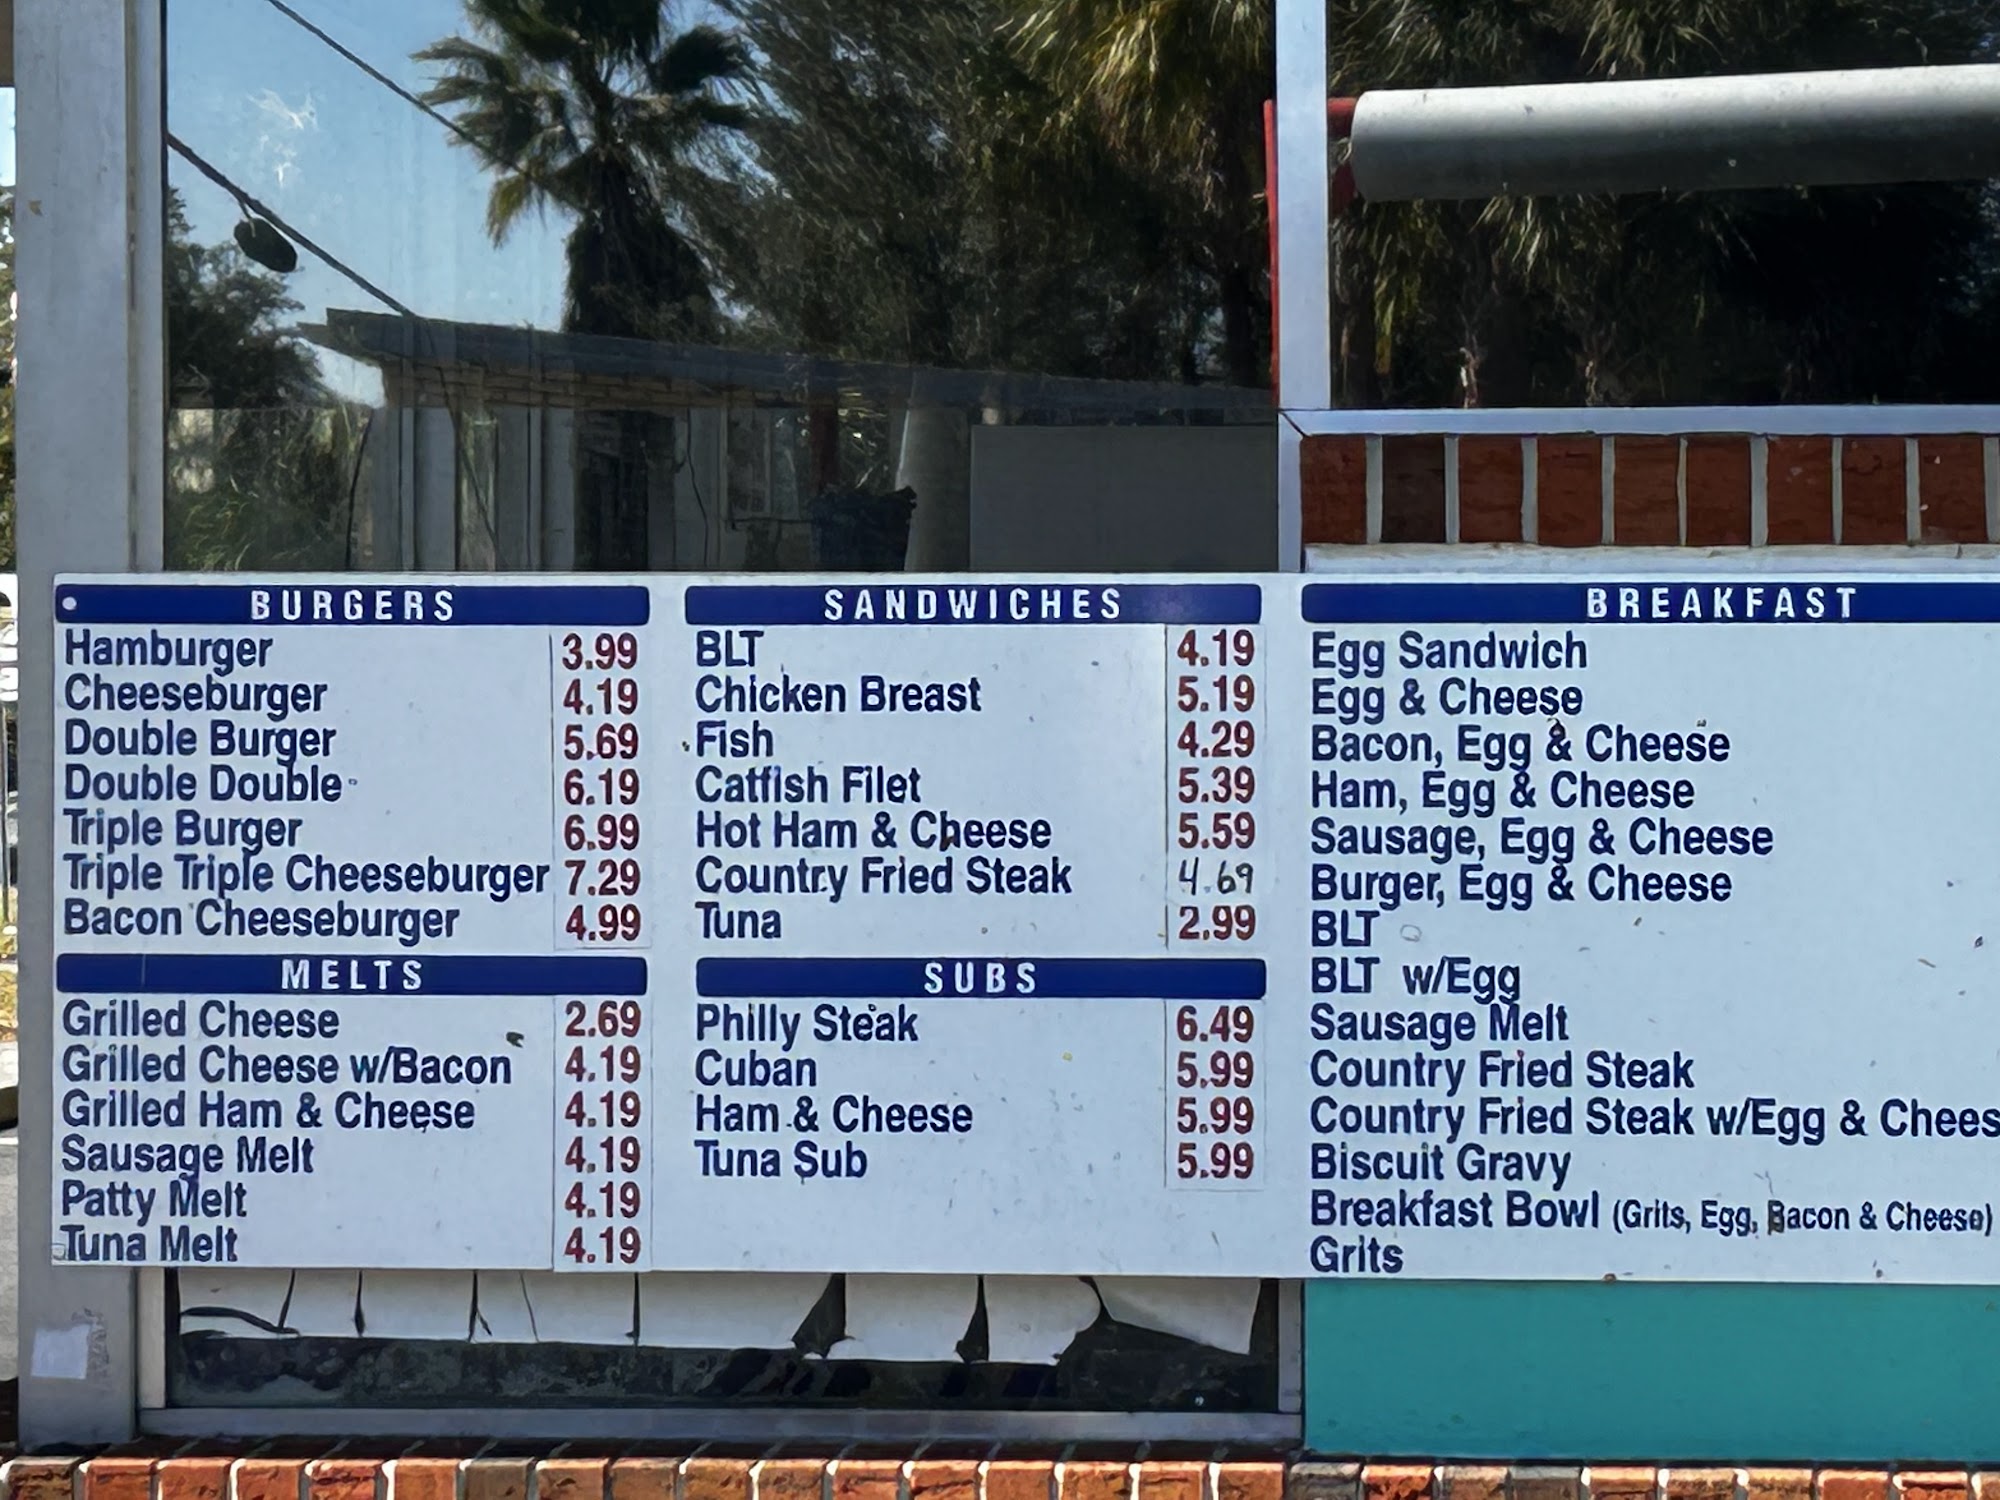 BURGERS
Hamburger 3.99
Cheeseburger 4.19
Double Burger 5.69
Double Double 6.19
Triple Burger 6.99
Triple Triple Cheeseburger 7.29
Bacon Cheeseburger 4.99
MELTS
Grilled Cheese 2.69
Grilled Cheese w/Bacon 4.19
Grilled Ham & Cheese 4.19
Sausage Melt 4.19
Patty Melt 4.19
Tuna Melt 4.19
SANDWICHES
BLT 4.19
Chicken Breast 5.19
Fish 4.29
Catfish Filet 5.39
Hot Ham & Cheese 5.59
Country Fried Steak 4.69
Tuna 2.99
SUBS
Philly Steak 6.49
Cuban 5.99
Ham & Cheese 5.99
Tuna Sub 5.99
BREAKFAST
Egg Sandwich
Egg & Cheese
Bacon, Egg & Cheese
Ham, Egg & Cheese
Sausage, Egg & Cheese
Burger, Egg & Cheese
BLT
BLT w/Egg
Sausage Melt
Country Fried Steak
Country Fried Steak w/Egg & Chees
Biscuit Gravy
Breakfast Bowl (Grits, Egg, Bacon & Cheese)
Grits